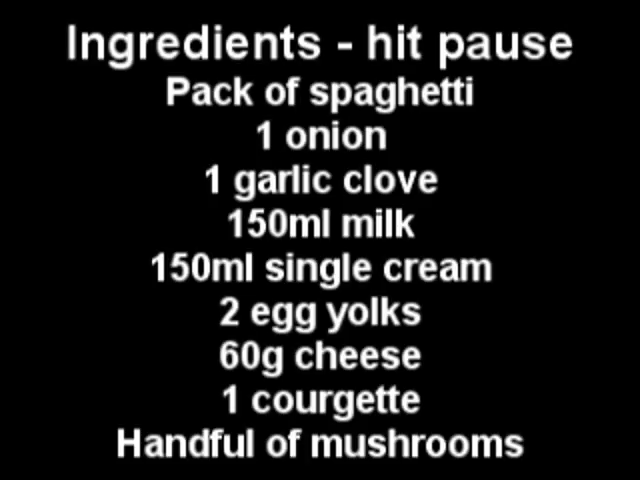 Ingredients - hit pause
Pack of spaghetti
1 onion
1 garlic clove
150ml milk
150ml single cream
2 egg yolks
60g cheese
1 courgette
Handful of mushrooms